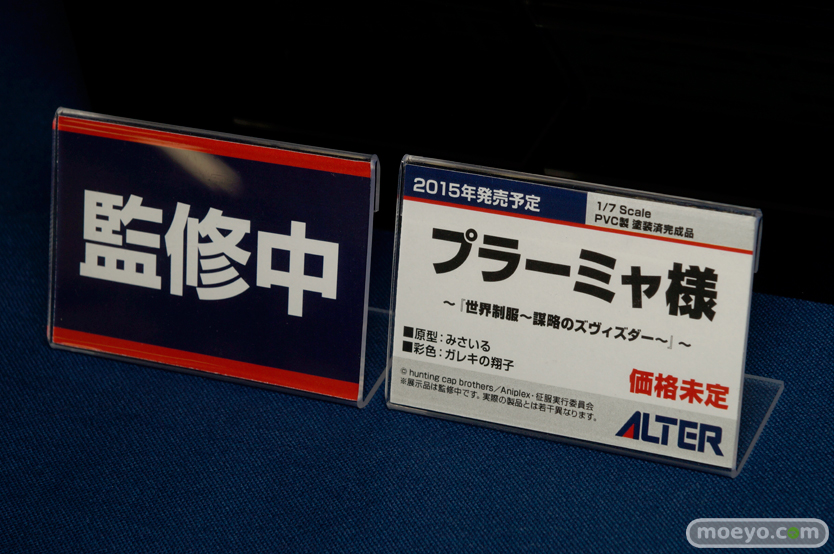 監修中
2015年発売予定
1/7 Scale
PVC製 塗装済完成品
プラーミャ様
～『世界制服～謀略のズヴィズダー～』～
■原型：みさいる
■彩色：ガレキの翔子
価格未定
© hunting cap brothers／Aniplex・征服実行委員会
※展示品は監修中です。実際の製品とは若干異なります。
ALTER
moeyo.com